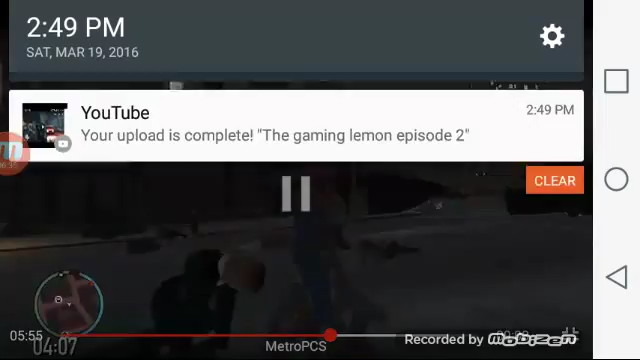 2:49 PM
SAT, MAR 19, 2016
YouTube
2:49 PM
Your upload is complete! "The gaming lemon episode 2"
CLEAR
05:55
04:07
MetroPCS
Recorded by mobizen